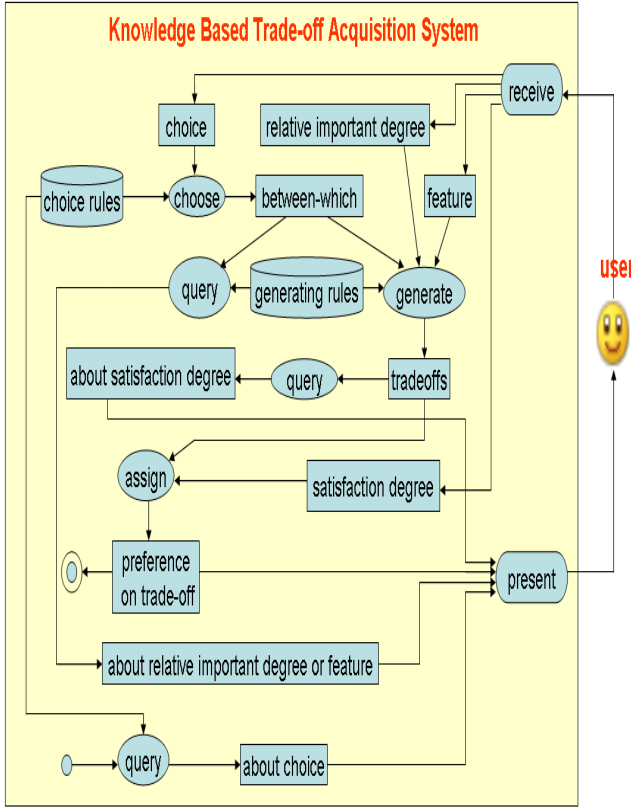 Knowledge Based Trade-off Acquisition System
receive
choice
relative important degree
choice rules
choose
between-which
feature
user
query
generating rules
generate
about satisfaction degree
query
tradeoffs
assign
satisfaction degree
preference
on trade-off
present
about relative important degree or feature
query
about choice